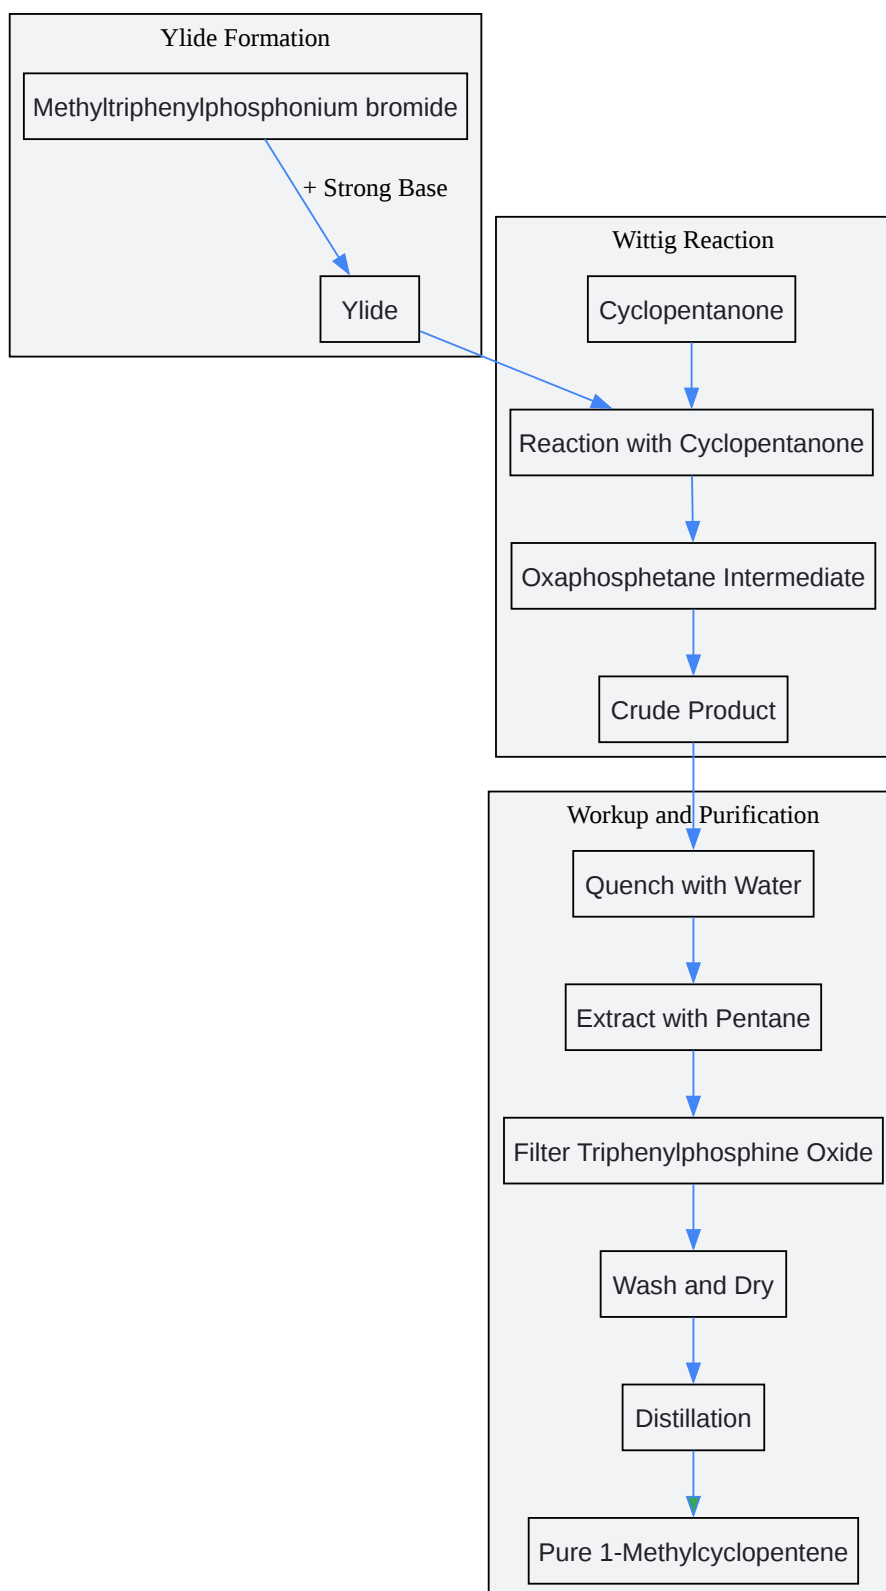 Ylide Formation
Methyltriphenylphosphonium bromide
+ Strong Base
Ylide
Wittig Reaction
Cyclopentanone
Reaction with Cyclopentanone
Oxaphosphetane Intermediate
Crude Product
Workup and Purification
Quench with Water
Extract with Pentane
Filter Triphenylphosphine Oxide
Wash and Dry
Distillation
Pure 1-Methylcyclopentene